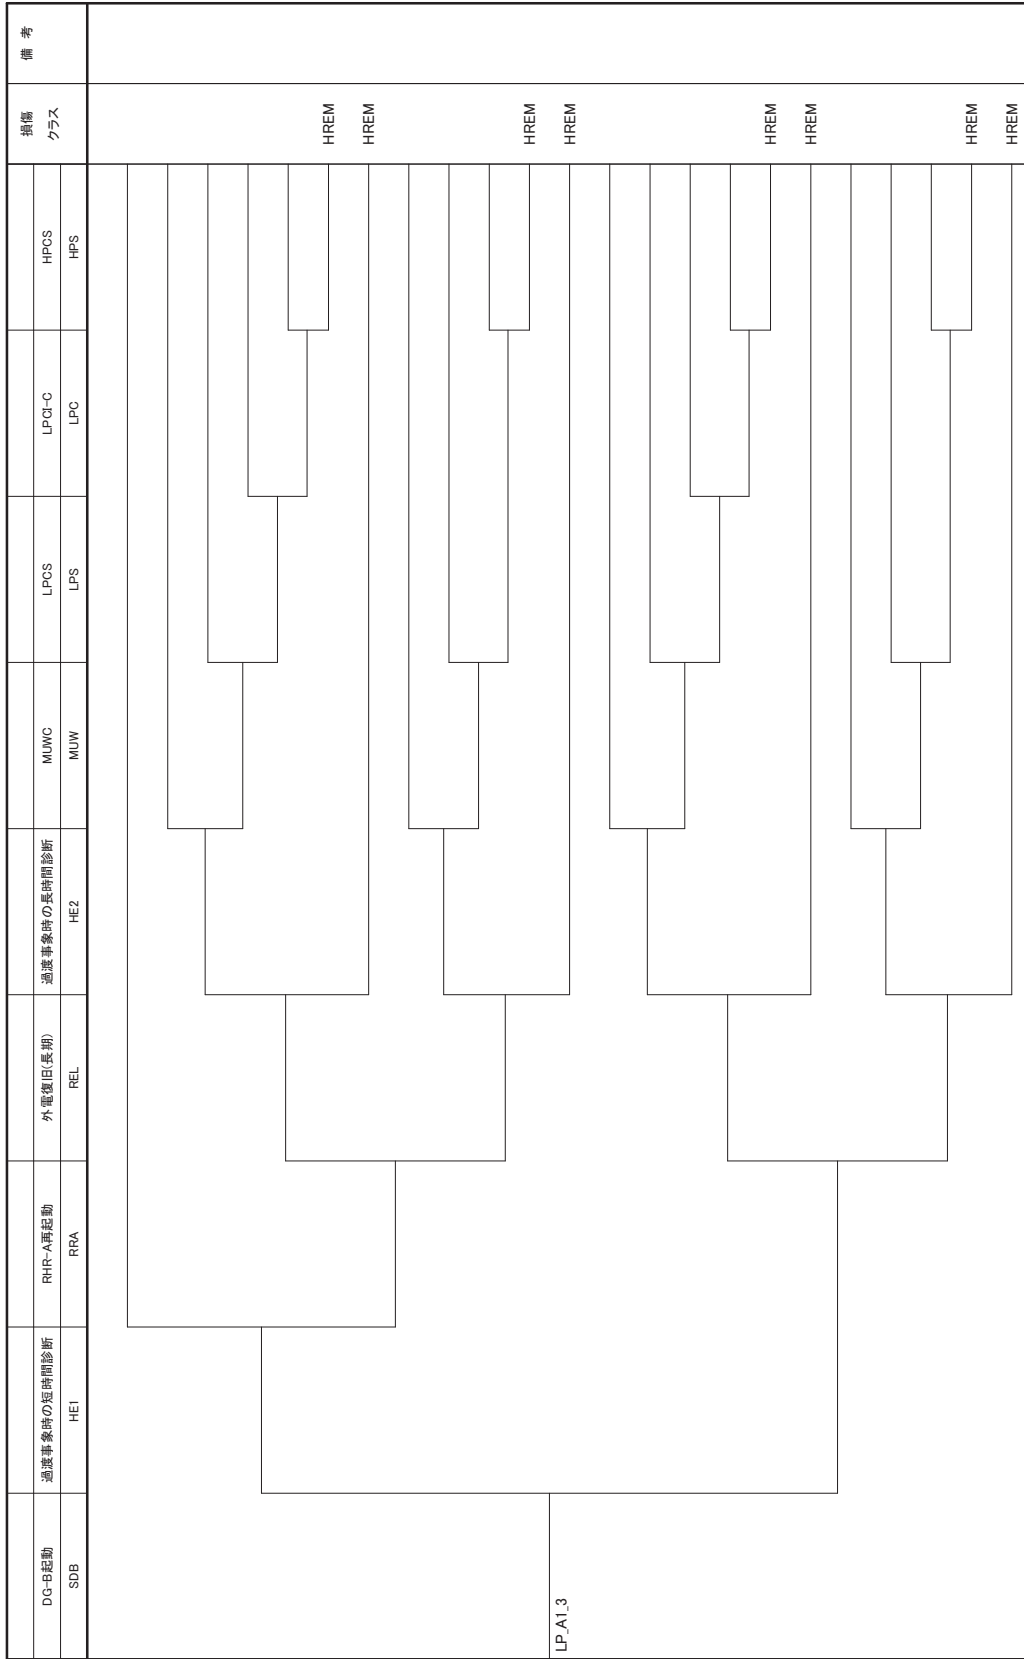 DG-B起動
過渡事象時の短時間診断
RHR-A再起動
外電復旧(長期)
過渡事象時の長時間診断
MUWC
LPCS
LPCI-C
HPCS
損傷
クラス
備 考
SDB
HE1
RRA
REL
HE2
MUW
LPS
LPC
HPS
HREM
HREM
HREM
HREM
LP_A1_3
HREM
HREM
HREM
HREM